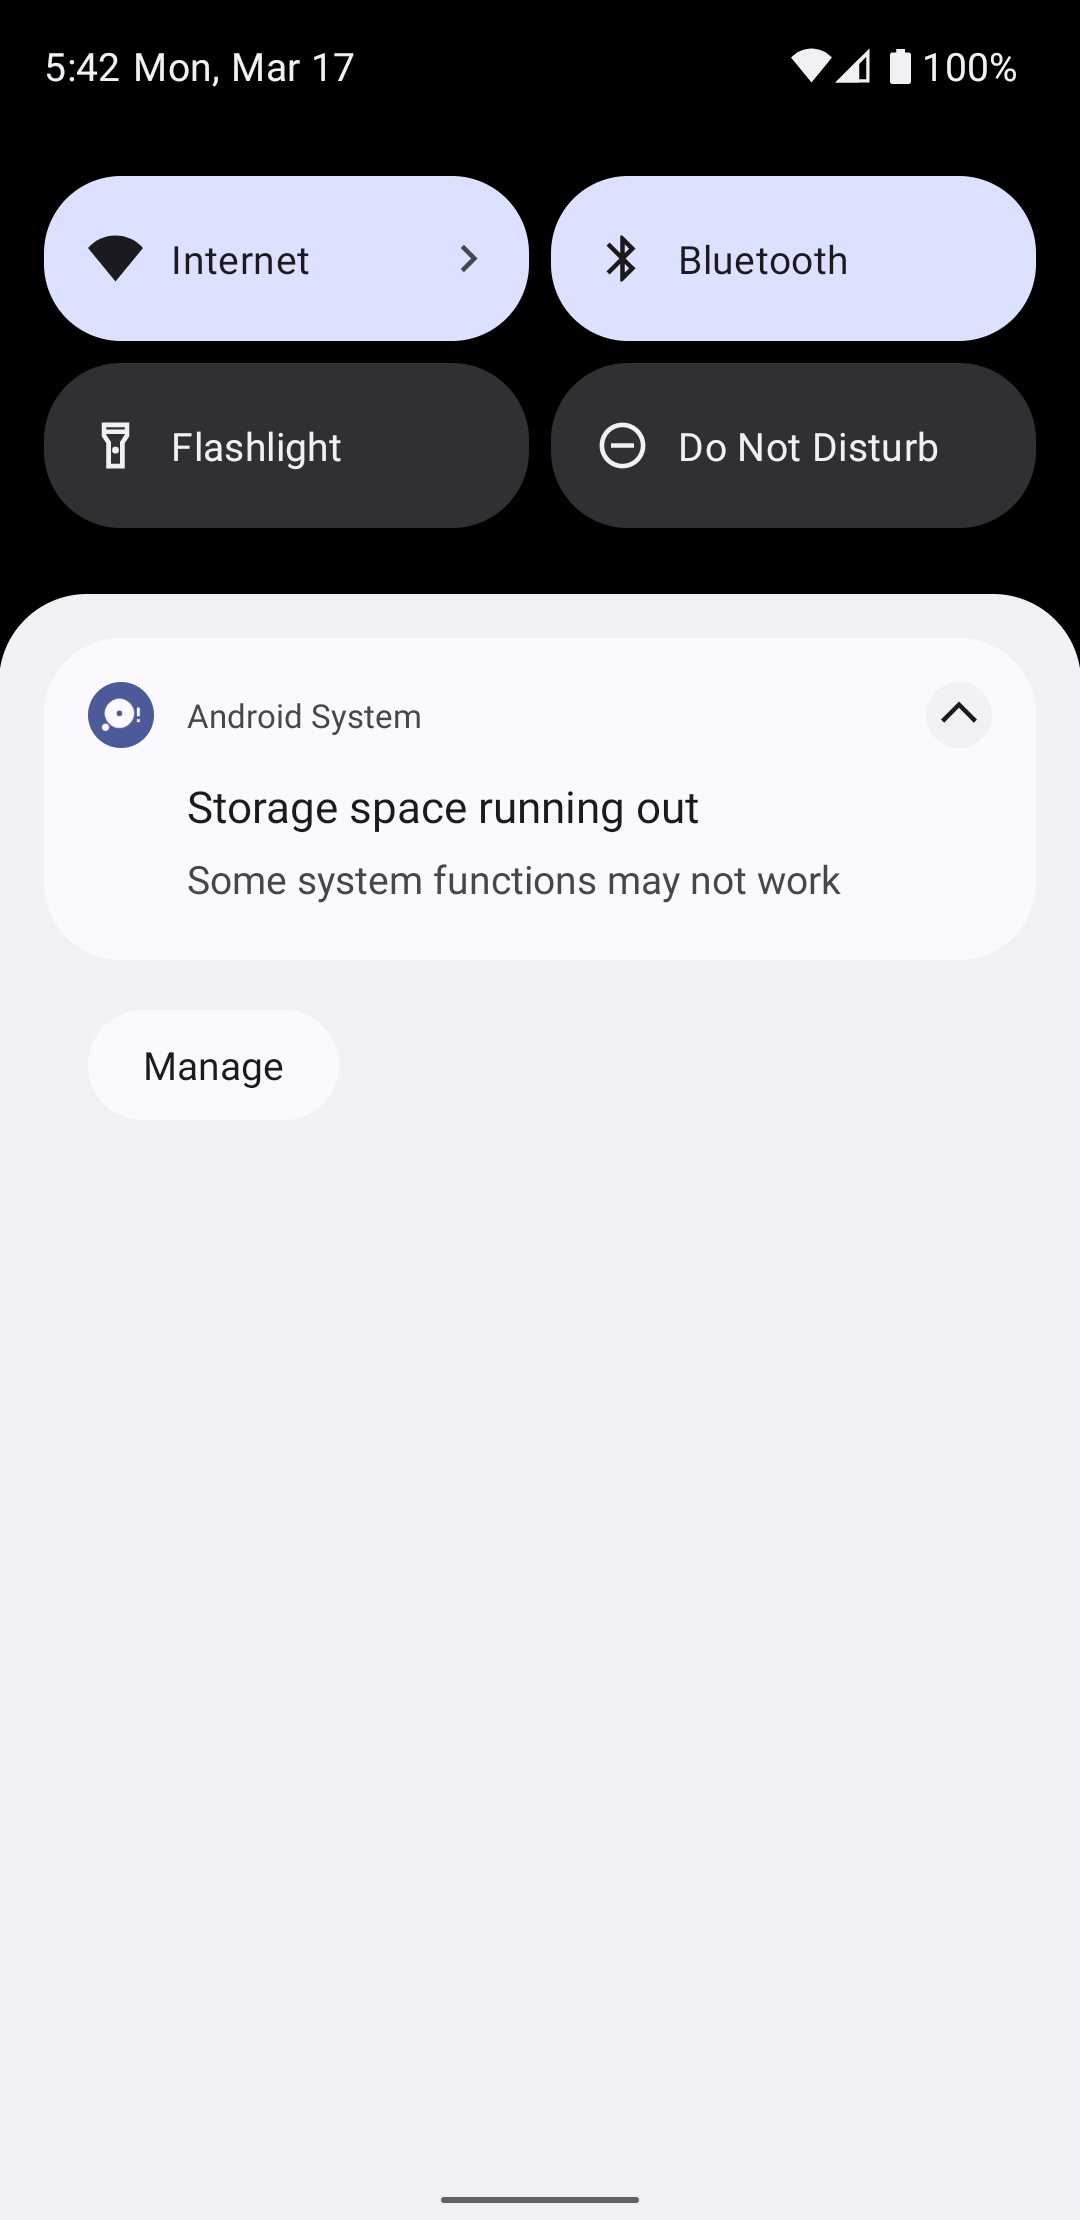 5:42 Mon, Mar 17
100%
Internet
Bluetooth
Flashlight
Do Not Disturb
Android System
Storage space running out
Some system functions may not work
Manage